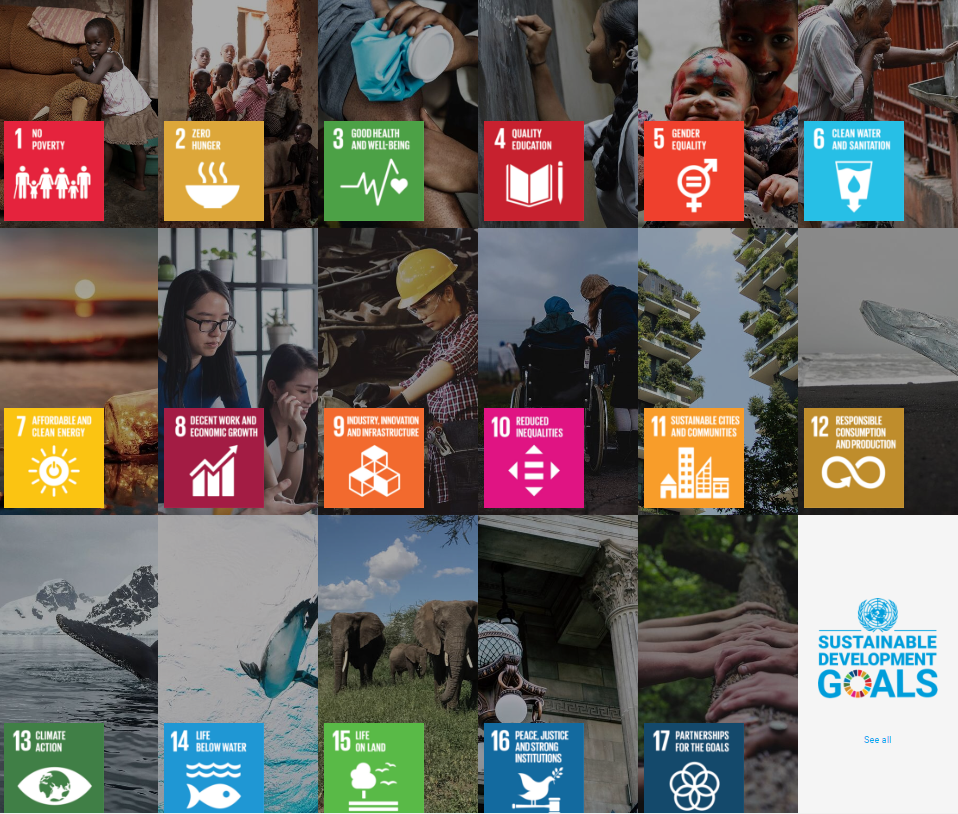 1 NO
POVERTY
2 ZERO
HUNGER
3 GOOD HEALTH
AND WELL-BEING
4 QUALITY
EDUCATION
5 GENDER
EQUALITY
6 CLEAN WATER
AND SANITATION
7 AFFORDABLE AND
CLEAN ENERGY
8 DECENT WORK AND
ECONOMIC GROWTH
9 INDUSTRY, INNOVATION
AND INFRASTRUCTURE
10 REDUCED
INEQUALITIES
11 SUSTAINABLE CITIES
AND COMMUNITIES
12 RESPONSIBLE
CONSUMPTION
AND PRODUCTION
13 CLIMATE
ACTION
14 LIFE
BELOW WATER
15 LIFE
ON LAND
16 PEACE, JUSTICE
AND STRONG
INSTITUTIONS
17 PARTNERSHIPS
FOR THE GOALS
SUSTAINABLE
DEVELOPMENT
GOALS
See all